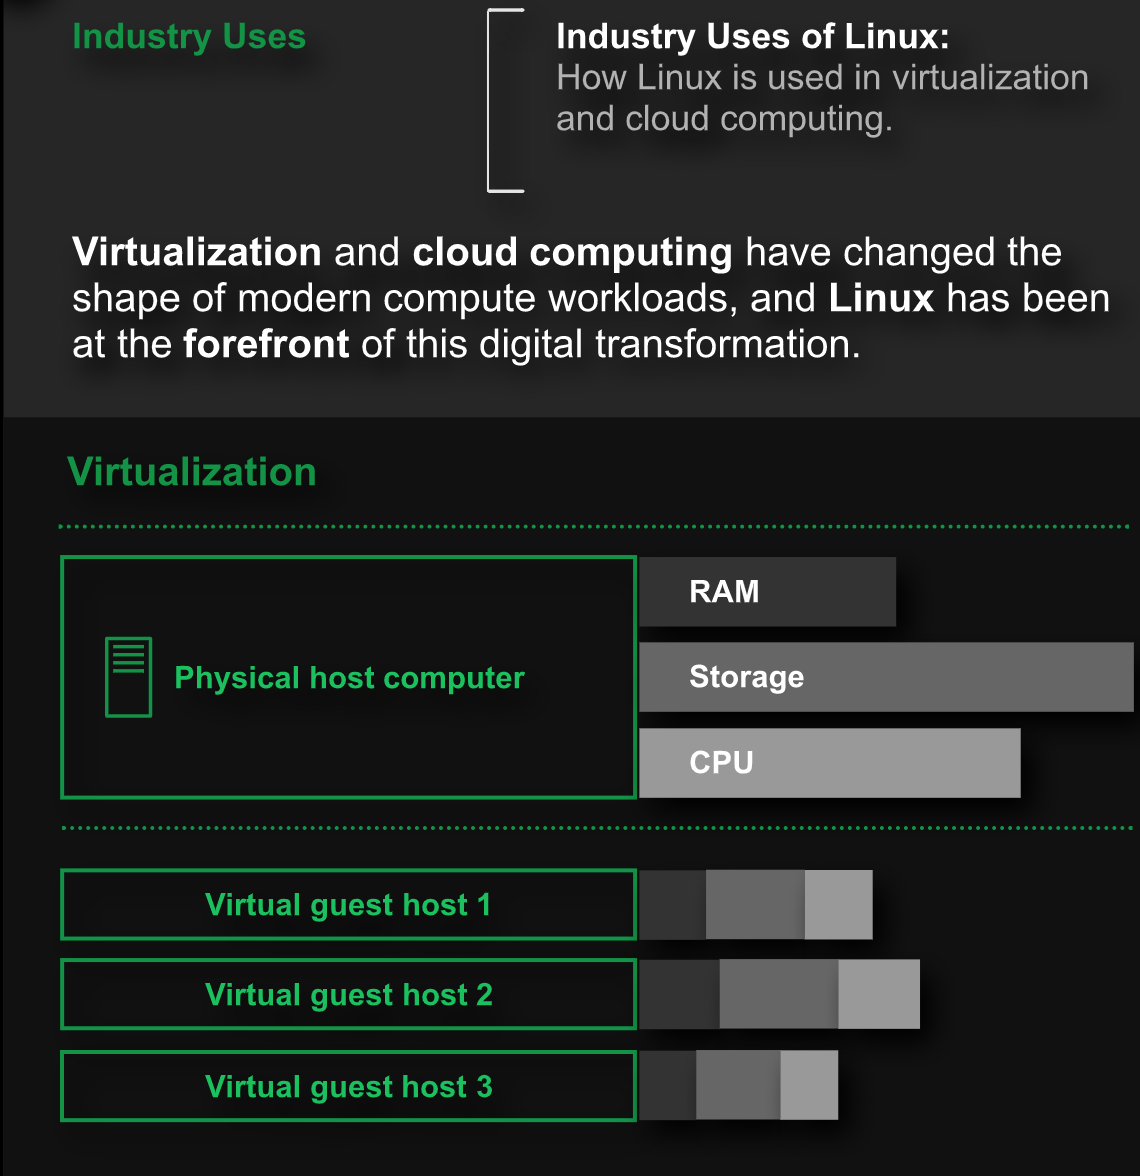 Industry Uses
Industry Uses of Linux:
How Linux is used in virtualization
and cloud computing.
Virtualization and cloud computing have changed the
shape of modern compute workloads, and Linux has been
at the forefront of this digital transformation.
Virtualization
Physical host computer
RAM
Storage
CPU
Virtual guest host 1
Virtual guest host 2
Virtual guest host 3